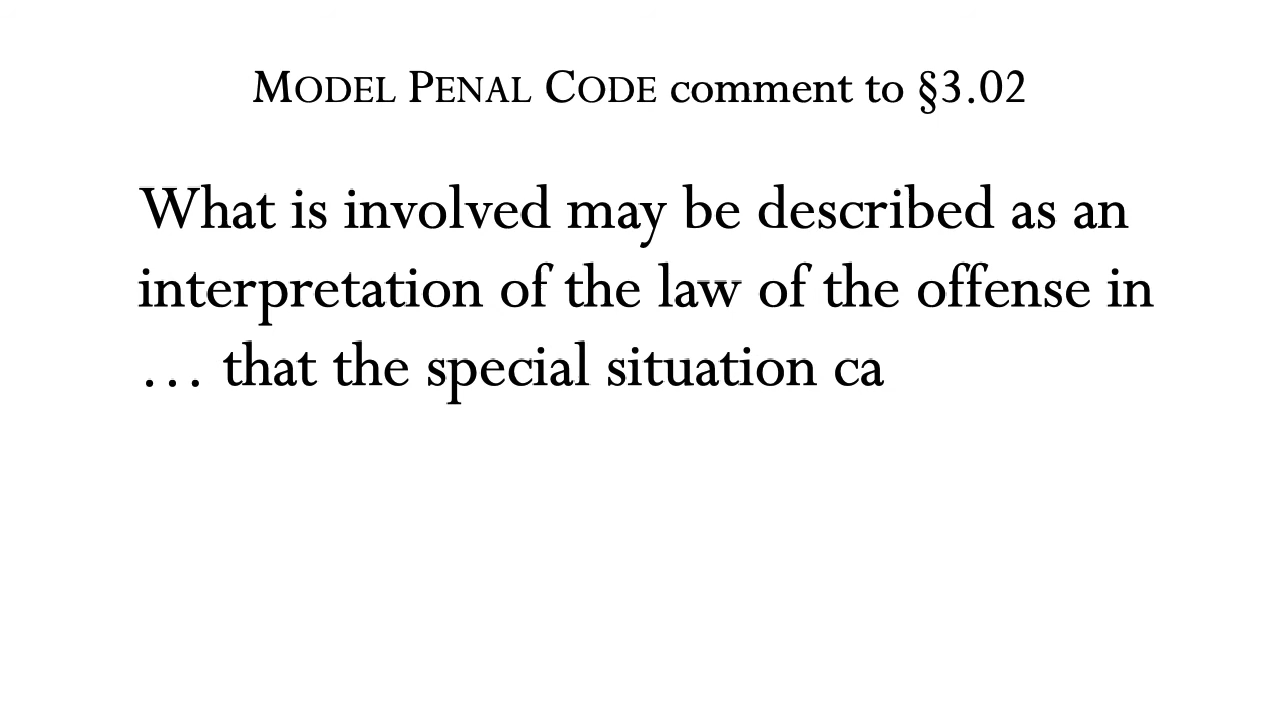 MODEL PENAL CODE comment to §3.02
What is involved may be described as an
interpretation of the law of the offense in
… that the special situation ca